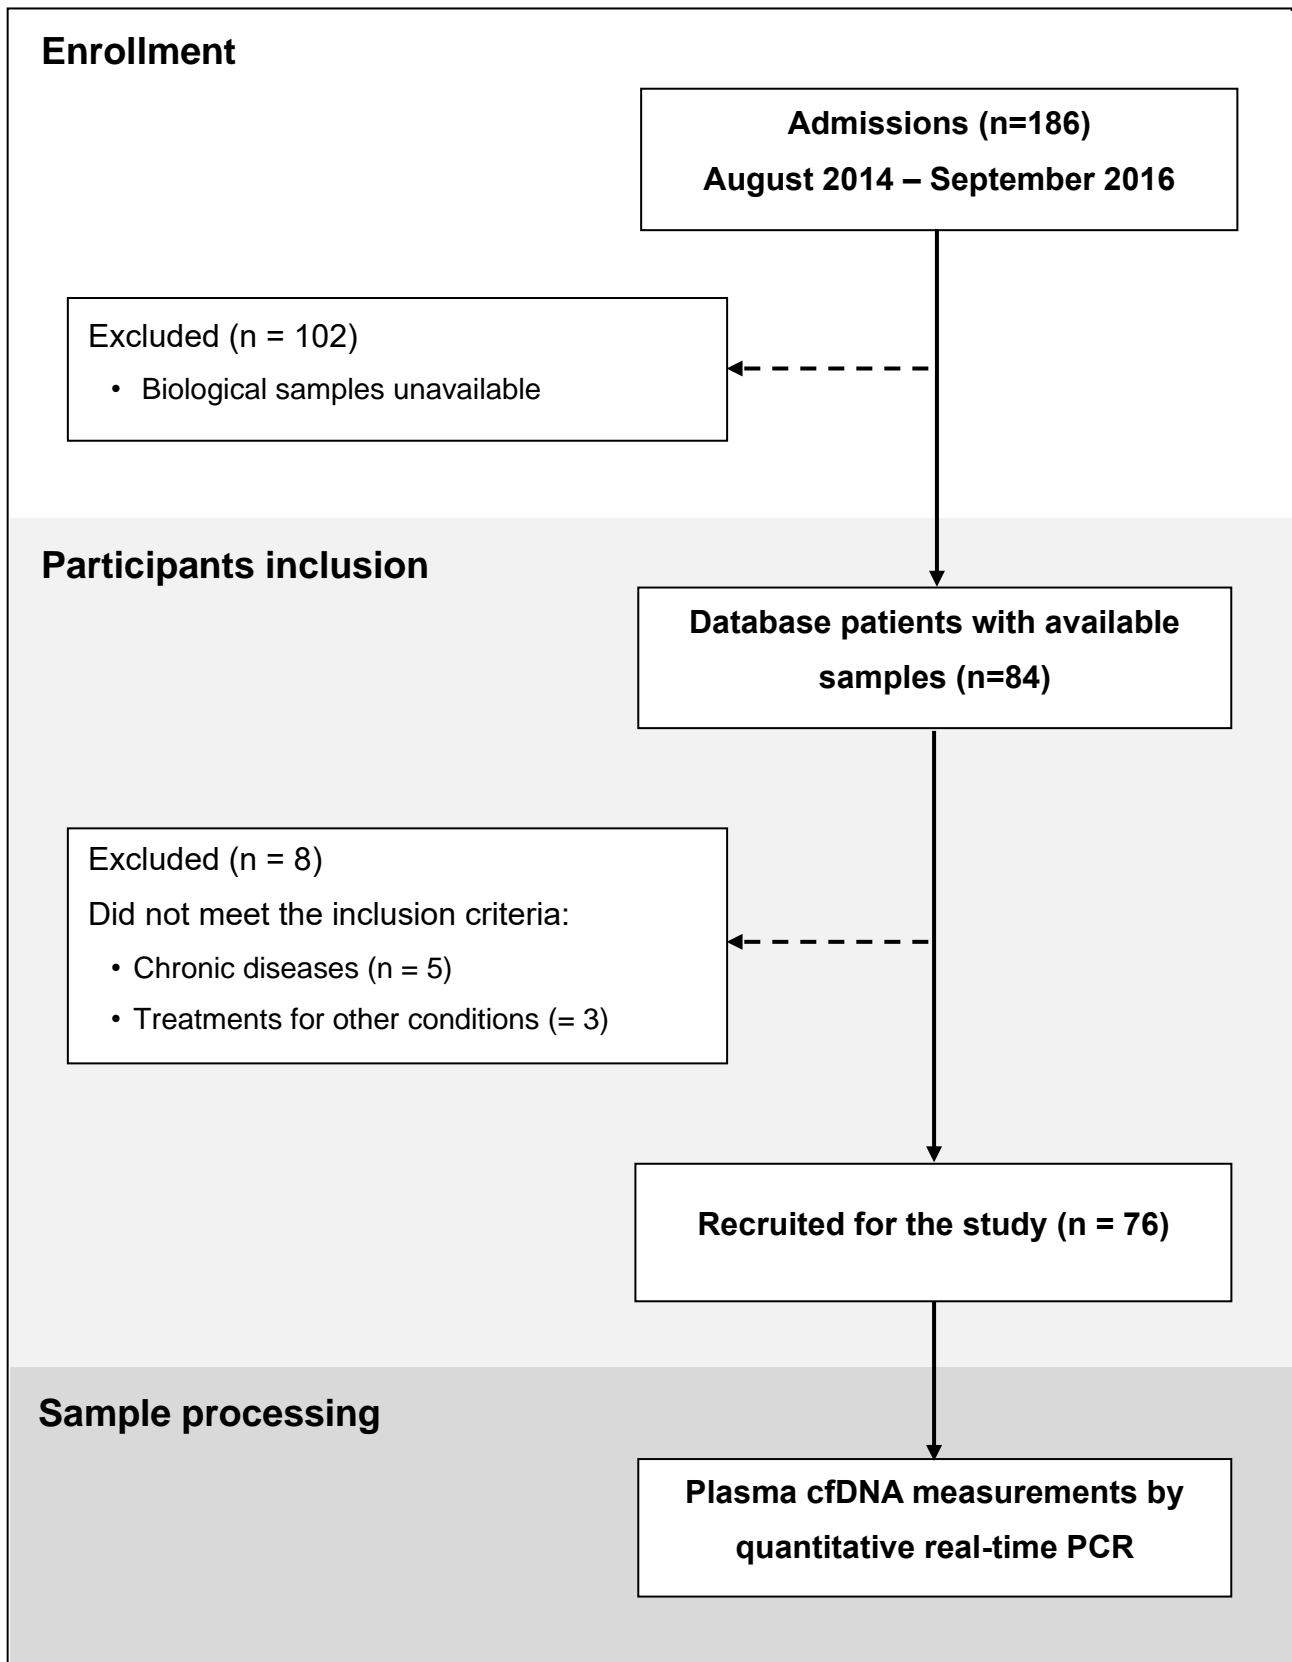 Enrollment
Admissions (n=186)
August 2014 – September 2016
Excluded (n = 102)
• Biological samples unavailable
Participants inclusion
Database patients with available
samples (n=84)
Excluded (n = 8)
Did not meet the inclusion criteria:
• Chronic diseases (n = 5)
• Treatments for other conditions (= 3)
Recruited for the study (n = 76)
Sample processing
Plasma cfDNA measurements by
quantitative real-time PCR